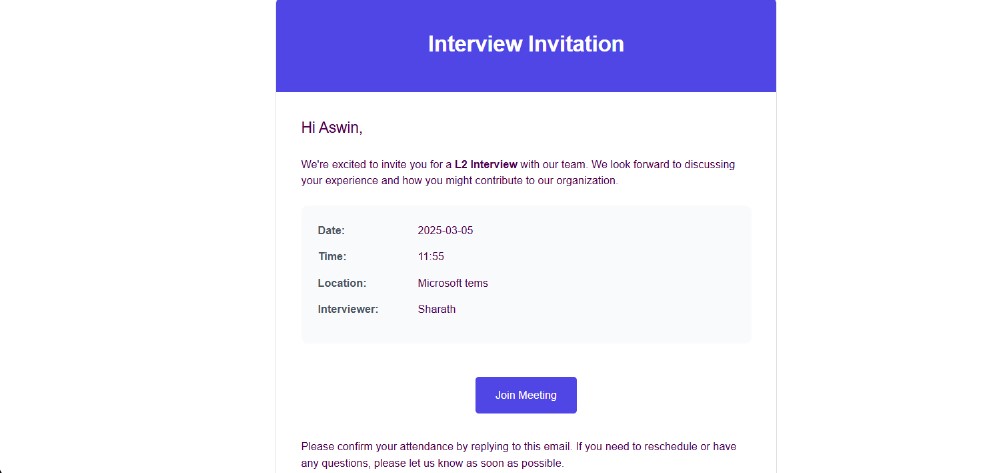 Interview Invitation
Hi Aswin,
We're excited to invite you for a L2 Interview with our team. We look forward to discussing
your experience and how you might contribute to our organization.
Date: 2025-03-05
Time: 11:55
Location: Microsoft tems
Interviewer: Sharath
Join Meeting
Please confirm your attendance by replying to this email. If you need to reschedule or have
any questions, please let us know as soon as possible.